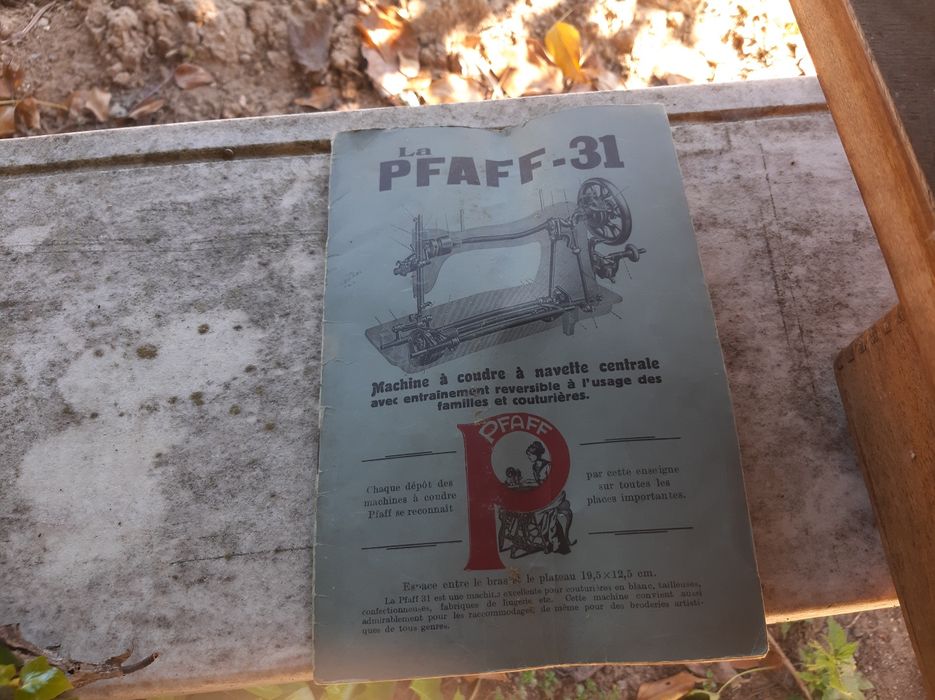 La
PFAFF-31
Machine à coudre à navette centrale
avec entraînement reversible à l'usage des
familles et couturières.
PFAFF
Chaque dépôt des
machines à coudre
Pfaff se reconnaît
par cette enseigne
sur toutes les
places importantes.
Espace entre le bras et le plateau 19,5×12,5 cm.
La Pfaff 31 est une machine excellente pour couturières en blanc, tailleuses,
confectionneuses, fabriques de lingerie etc. Cette machine convient aussi
admirablement pour les raccommodages, de même pour des broderies artisti-
ques de tous genres.